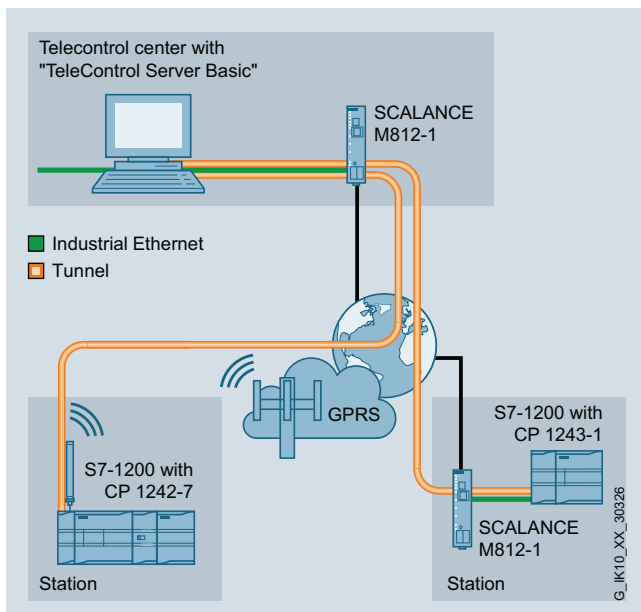 Telecontrol center with
"TeleControl Server Basic"
SCALANCE
M812-1
Industrial Ethernet
Tunnel
GPRS
S7-1200 with
CP 1242-7
Station
S7-1200 with
CP 1243-1
SCALANCE
M812-1
Station
G_IK10_XX_30326